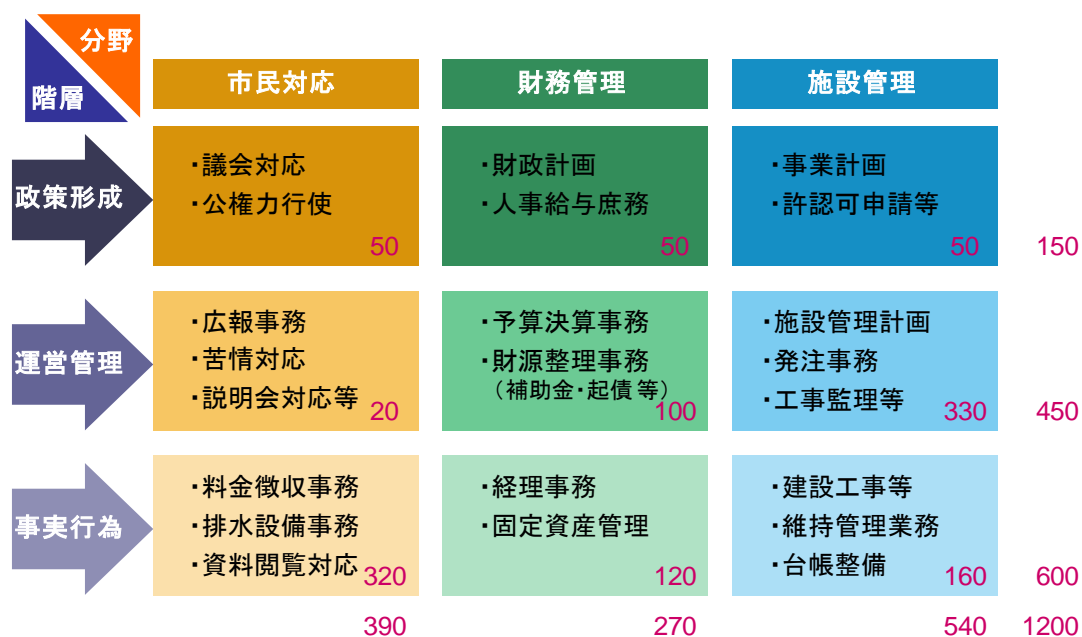 分野
階層
市民対応
財務管理
施設管理
政策形成
・議会対応
・公権力行使
50
・財政計画
・人事給与庶務
50
・事業計画
・許認可申請等
50
150
運営管理
・広報事務
・苦情対応
・説明会対応等
20
・予算決算事務
・財源整理事務
（補助金・起債等）
100
・施設管理計画
・発注事務
・工事監理等
330
450
事実行為
・料金徴収事務
・排水設備事務
・資料閲覧対応
320
・経理事務
・固定資産管理
120
・建設工事等
・維持管理業務
・台帳整備
160
600
390
270
540
1200